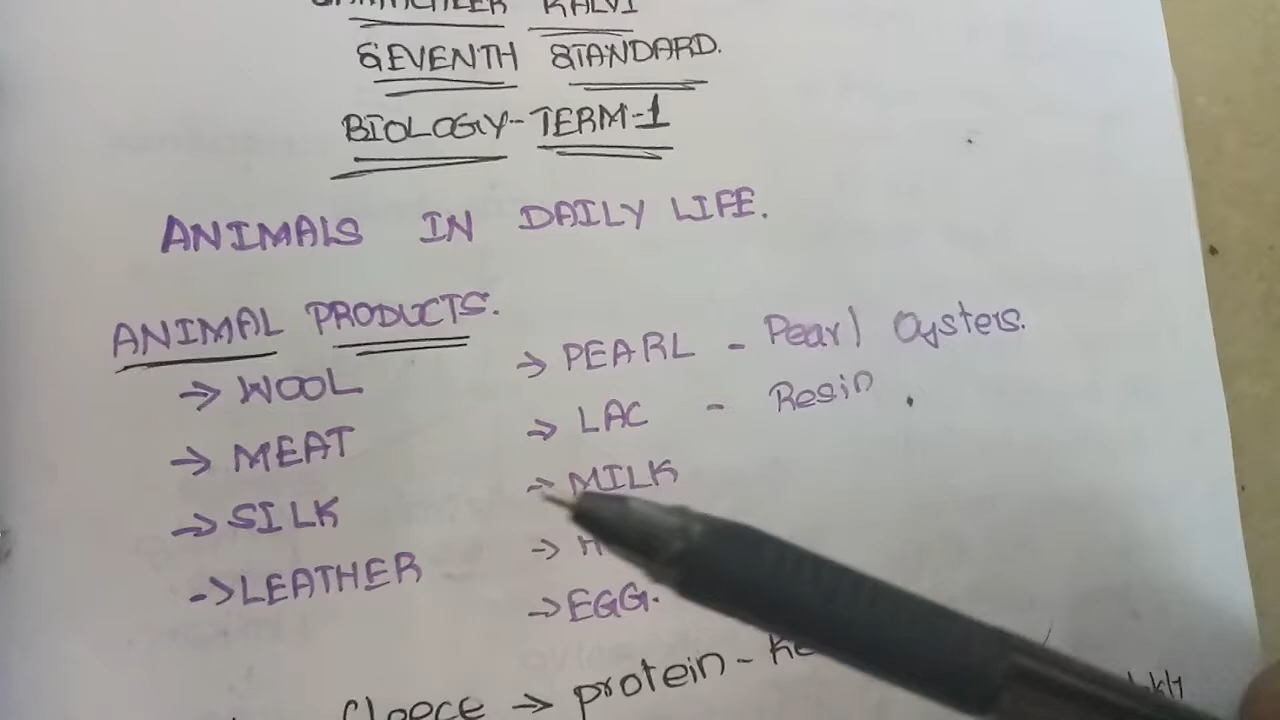 KALVI
SEVENTH STANDARD.
BIOLOGY-TERM-1
ANIMALS IN DAILY LIFE.
ANIMAL PRODUCTS.
→ WOOL
→ MEAT
→ SILK
→ LEATHER
→ PEARL - Pearl Oysters.
→ LAC - Resin
→ MILK
→ EGG.
fleece → protein -